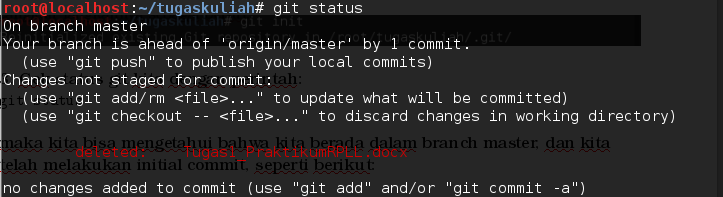 root@localhost:~/tugaskuliah# git status
On branch master
Your branch is ahead of 'origin/master' by 1 commit.
(use "git push" to publish your local commits)
Changes not staged for commit:
(use "git add/rm <file>..." to update what will be committed)
(use "git checkout -- <file>..." to discard changes in working directory)
maka kita bisa mengetahui bahwa kita berada dalam branch master, dan kita
deleted: Tugas1_PraktikumRPLL.docx
telah melakukan initial commit, seperti berikut:
no changes added to commit (use "git add" and/or "git commit -a")